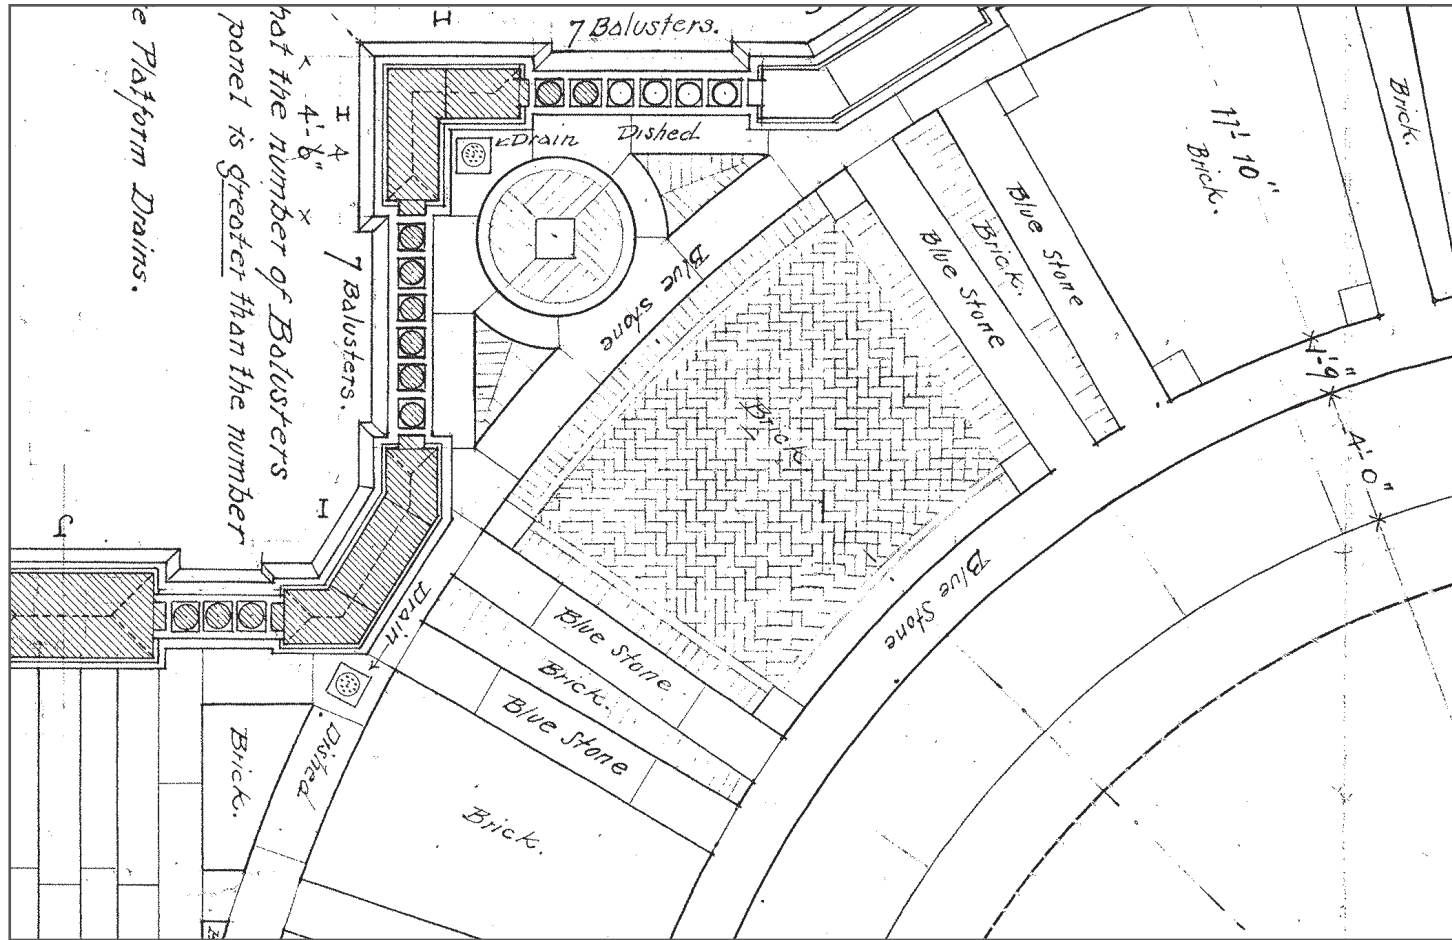 hat the number of Balusters
panel is greater than the number
e Platform Drains.
H
7 Balusters.
I
A
4'-6"
7 Balusters.
I
Drain
Dished
Blue Stone
Brick
Blue Stone
Brick.
Blue Stone
11'-10"
Brick.
Brick.
1'-9"
4'-0"
Blue Stone
Blue Stone
Brick.
Blue Stone
Brick.
Drain
Dished
Brick.